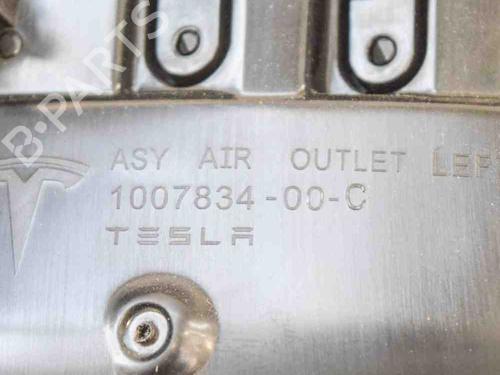 B-PARTS
ASY AIR OUTLET LEF
1007834-00-C
TESLA